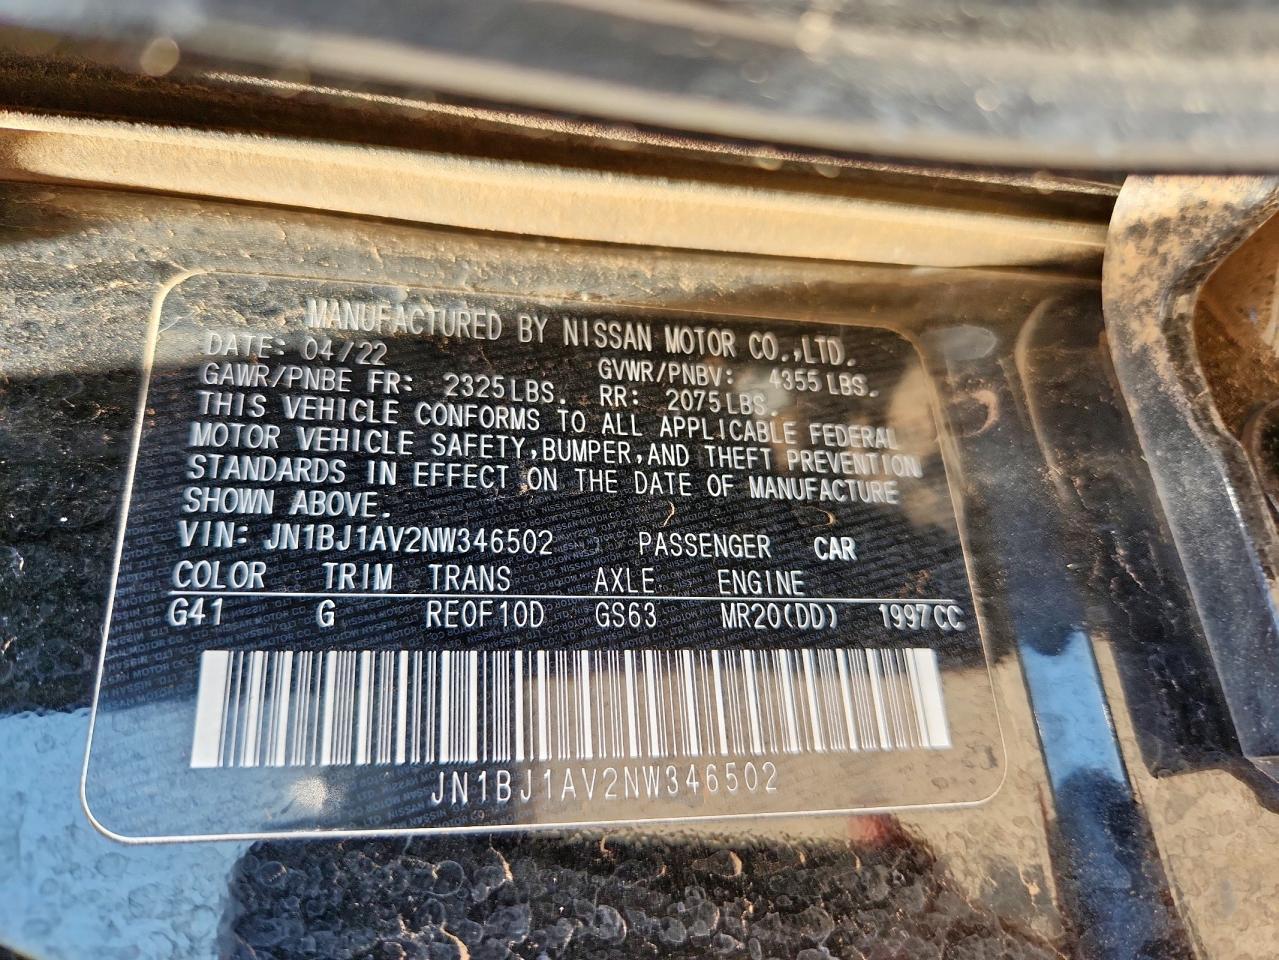 MANUFACTURED BY NISSAN MOTOR CO.,LTD.
DATE: 04/22 GVWR/PNBV: 4355 LBS.
GAWR/PNBE FR: 2325 LBS. RR: 2075 LBS.
THIS VEHICLE CONFORMS TO ALL APPLICABLE FEDERAL
MOTOR VEHICLE SAFETY,BUMPER,AND THEFT PREVENTION
STANDARDS IN EFFECT ON THE DATE OF MANUFACTURE
SHOWN ABOVE.
VIN: JN1BJ1AV2NW346502 PASSENGER CAR
COLOR TRIM TRANS AXLE ENGINE
G41 G RE0F10D GS63 MR20(DD) 1997CC
JN1BJ1AV2NW346502